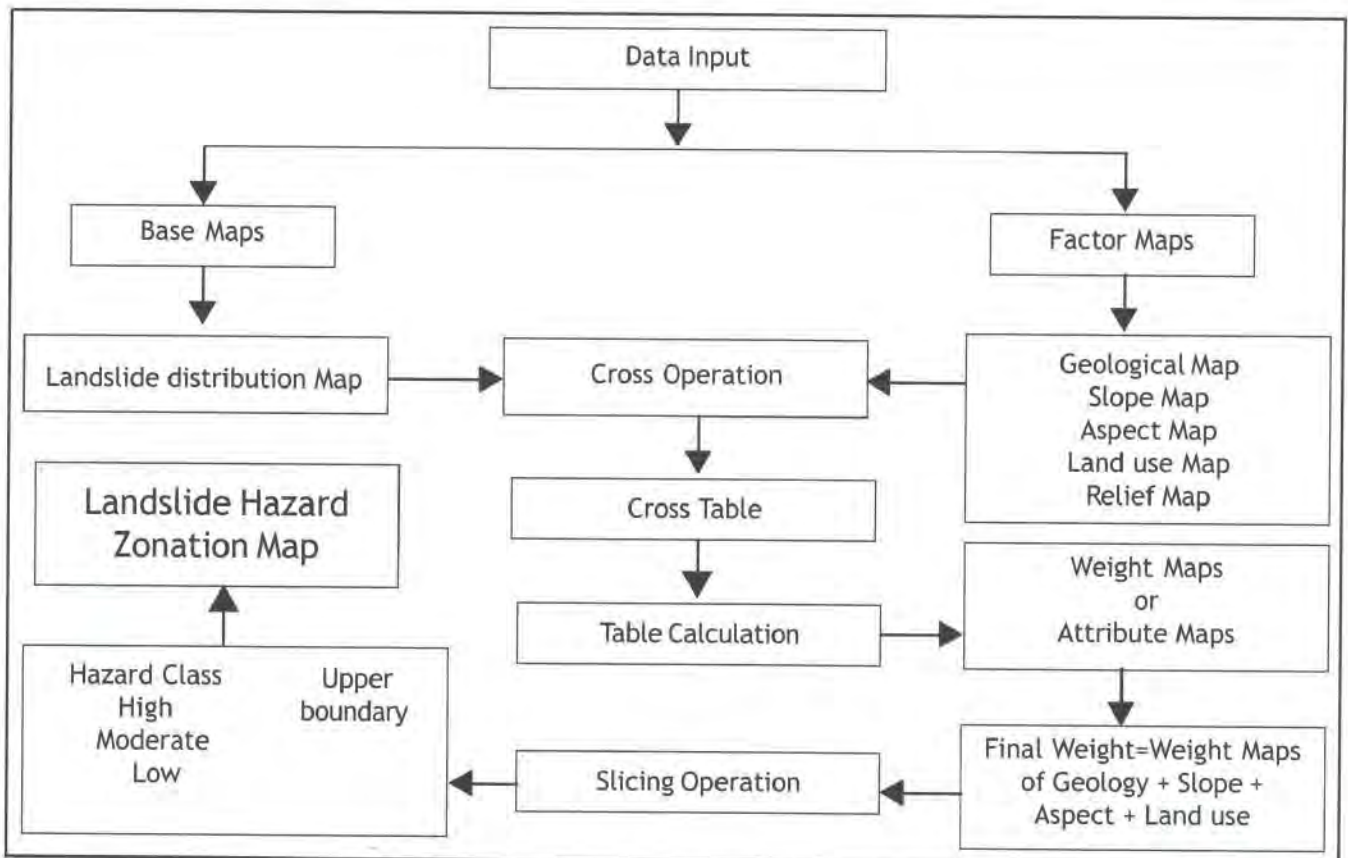 Data Input
Base Maps
Factor Maps
Landslide distribution Map
Cross Operation
Geological Map
Slope Map
Aspect Map
Land use Map
Relief Map
Landslide Hazard
Zonation Map
Cross Table
Table Calculation
Weight Maps
or
Attribute Maps
Hazard Class
High
Moderate
Low
Upper
boundary
Slicing Operation
Final Weight=Weight Maps
of Geology + Slope +
Aspect + Land use